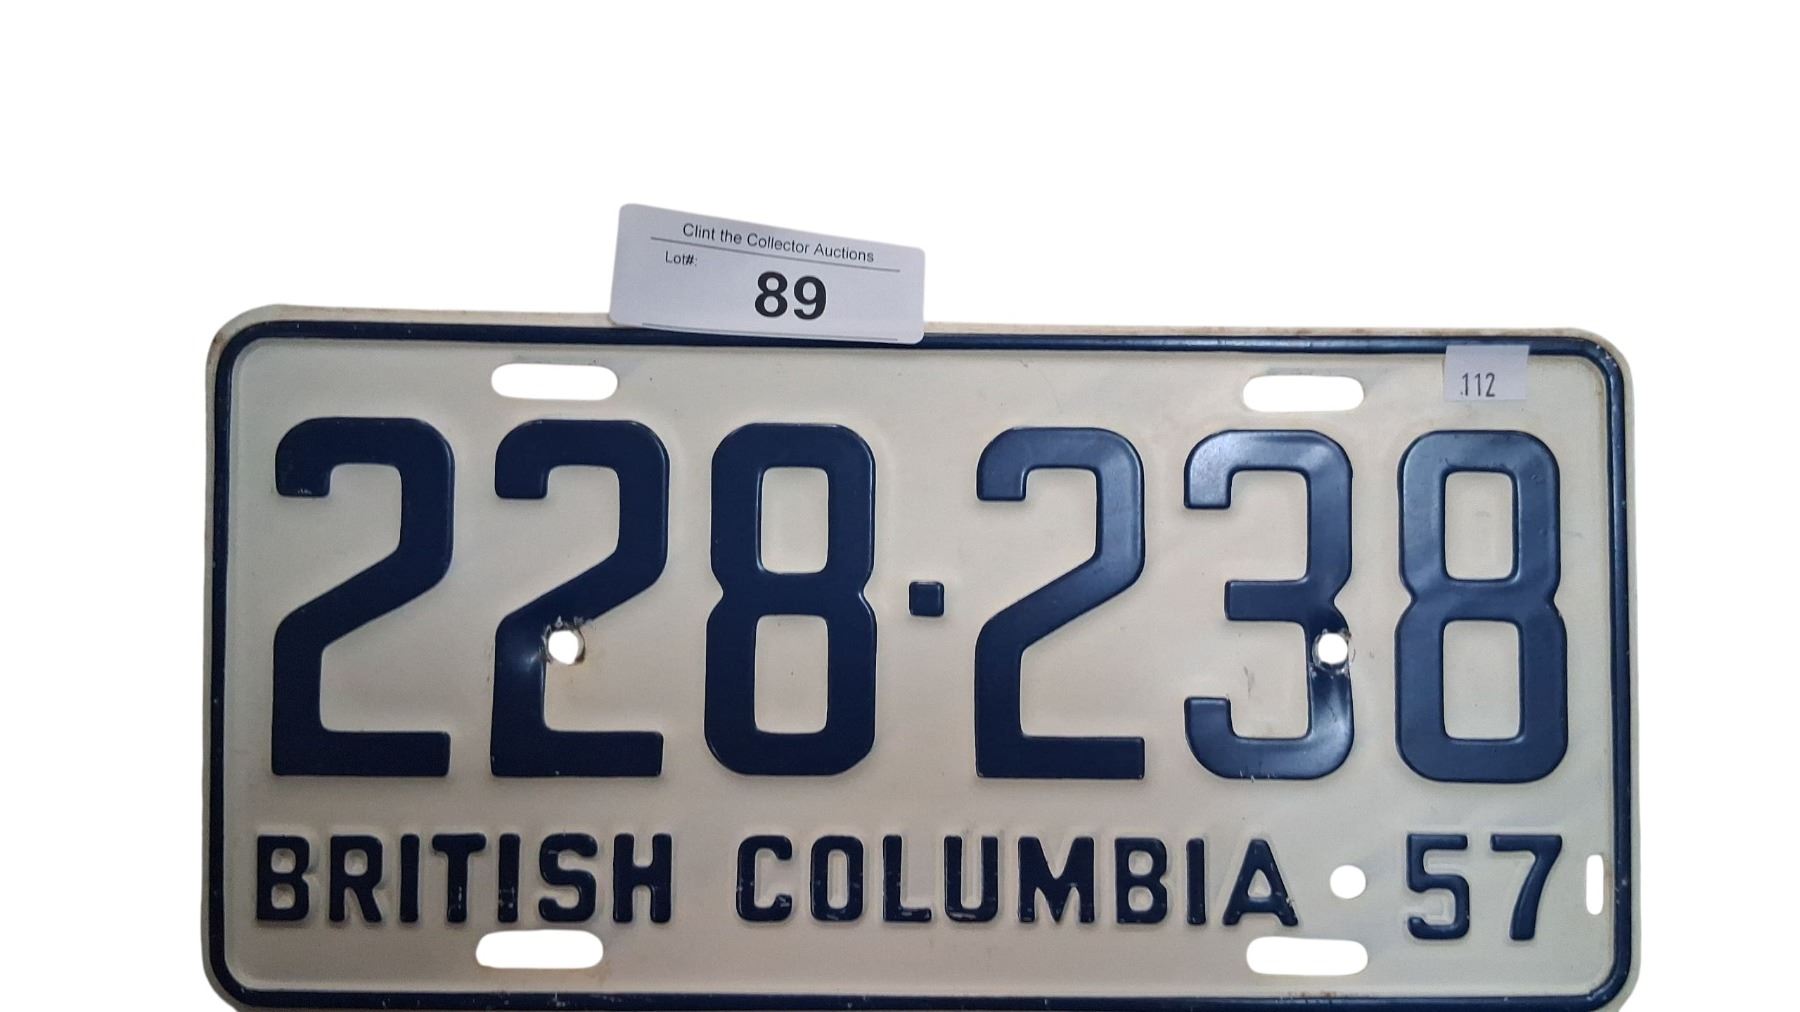 Clint the Collector Auctions
Lot#:
89
112
228·238
BRITISH COLUMBIA 57